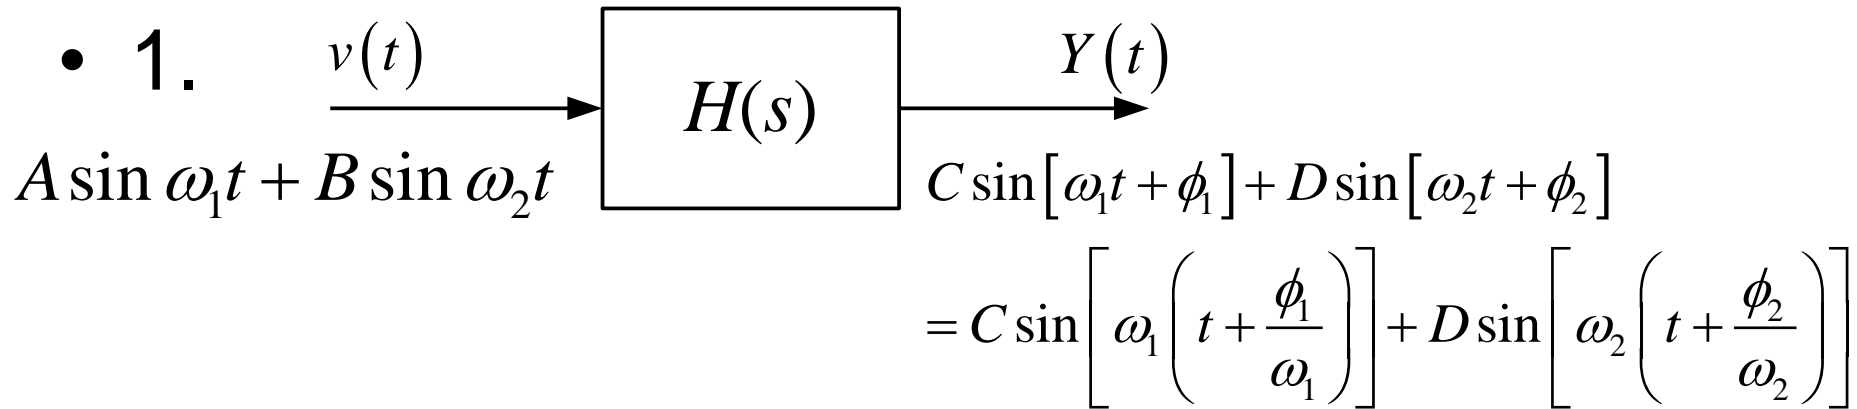 • 1. v(t) H(s) Y(t)
A sin ω₁t + B sin ω₂t
C sin[ω₁t + ϕ₁] + D sin[ω₂t + ϕ₂]
= C sin[ω₁(t + ϕ₁/ω₁)] + D sin[ω₂(t + ϕ₂/ω₂)]